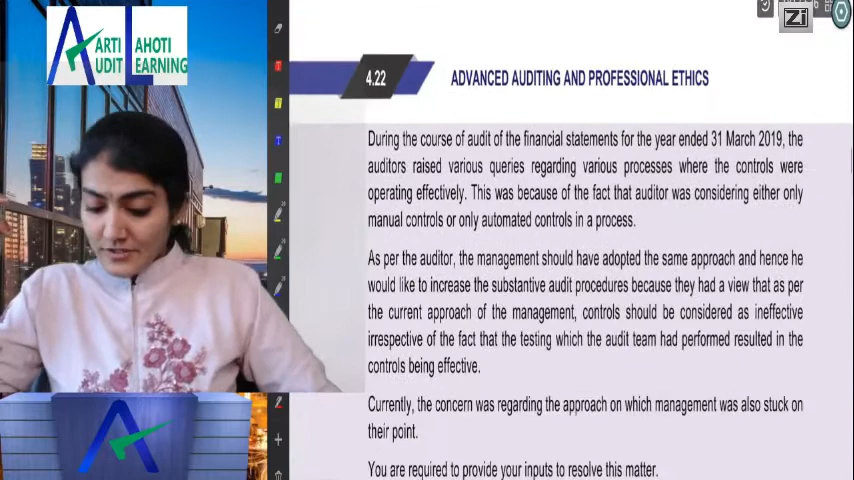 ARTI LAHOTI
AUDIT LEARNING
Zi
4.22
ADVANCED AUDITING AND PROFESSIONAL ETHICS
During the course of audit of the financial statements for the year ended 31 March 2019, the
auditors raised various queries regarding various processes where the controls were
operating effectively. This was because of the fact that auditor was considering either only
manual controls or only automated controls in a process.
As per the auditor, the management should have adopted the same approach and hence he
would like to increase the substantive audit procedures because they had a view that as per
the current approach of the management, controls should be considered as ineffective
irrespective of the fact that the testing which the audit team had performed resulted in the
controls being effective.
Currently, the concern was regarding the approach on which management was also stuck on
their point.
You are required to provide your inputs to resolve this matter.